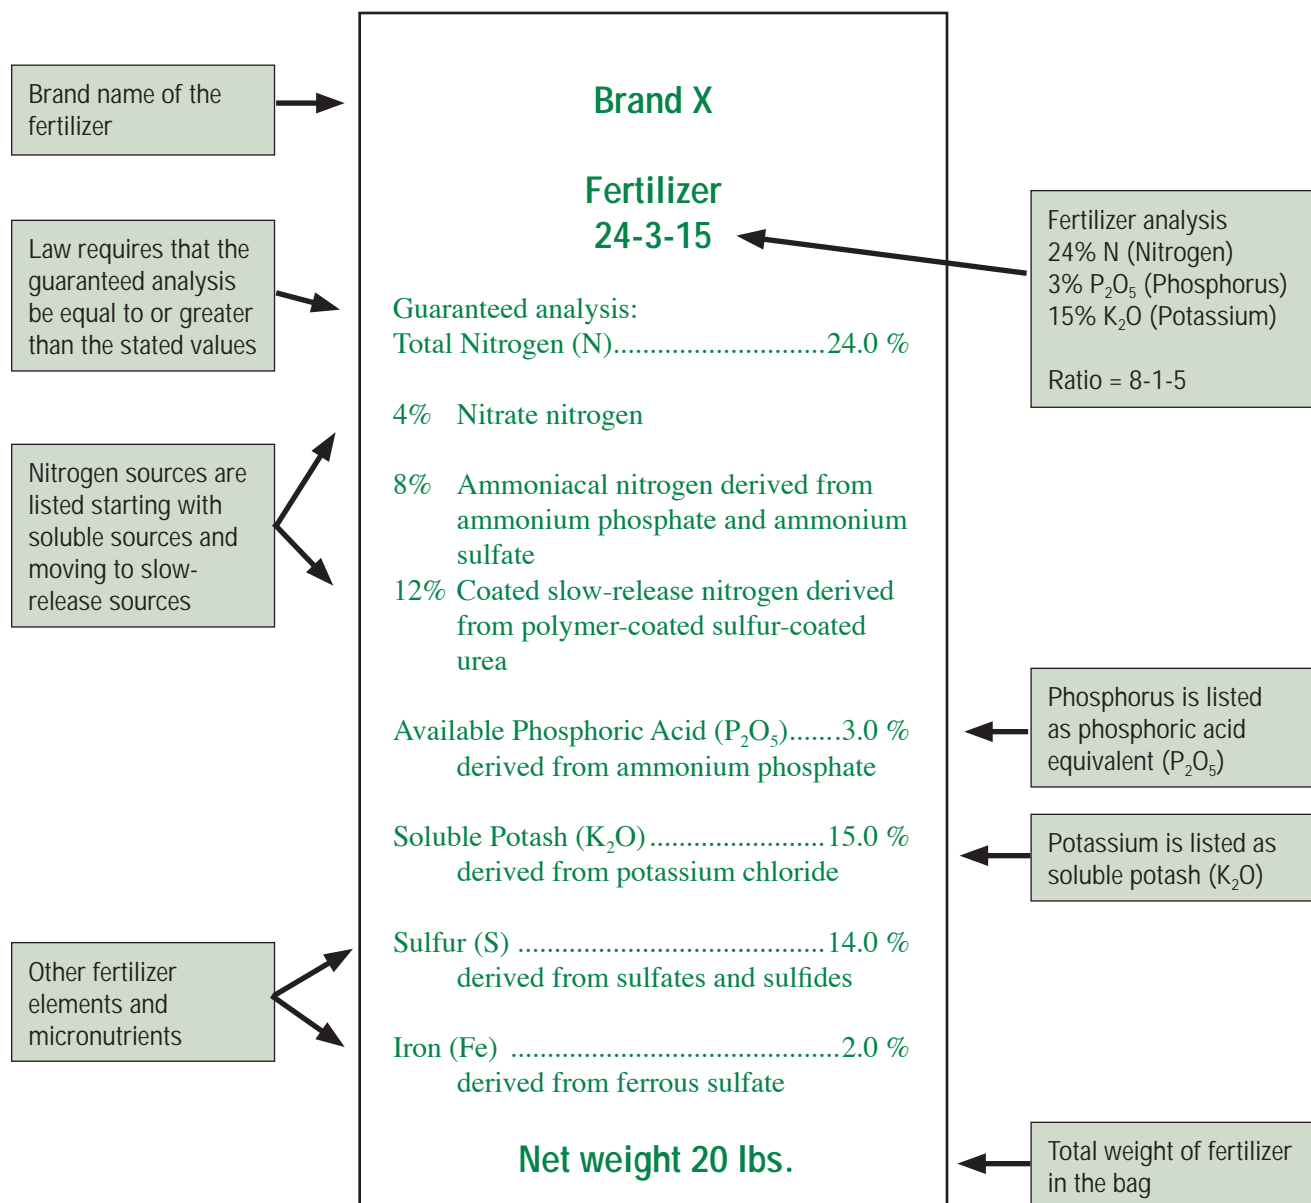 Brand name of the
fertilizer
Law requires that the
guaranteed analysis
be equal to or greater
than the stated values
Nitrogen sources are
listed starting with
soluble sources and
moving to slow-
release sources
Other fertilizer
elements and
micronutrients
Brand X
Fertilizer
24-3-15
Guaranteed analysis:
Total Nitrogen (N)..............................24.0 %
4% Nitrate nitrogen
8% Ammoniacal nitrogen derived from
ammonium phosphate and ammonium
sulfate
12% Coated slow-release nitrogen derived
from polymer-coated sulfur-coated
urea
Available Phosphoric Acid (P₂O₅).......3.0 %
derived from ammonium phosphate
Soluble Potash (K₂O).........................15.0 %
derived from potassium chloride
Sulfur (S) ............................................14.0 %
derived from sulfates and sulfides
Iron (Fe) ...............................................2.0 %
derived from ferrous sulfate
Net weight 20 lbs.
Fertilizer analysis
24% N (Nitrogen)
3% P₂O₅ (Phosphorus)
15% K₂O (Potassium)
Ratio = 8-1-5
Phosphorus is listed
as phosphoric acid
equivalent (P₂O₅)
Potassium is listed as
soluble potash (K₂O)
Total weight of fertilizer
in the bag